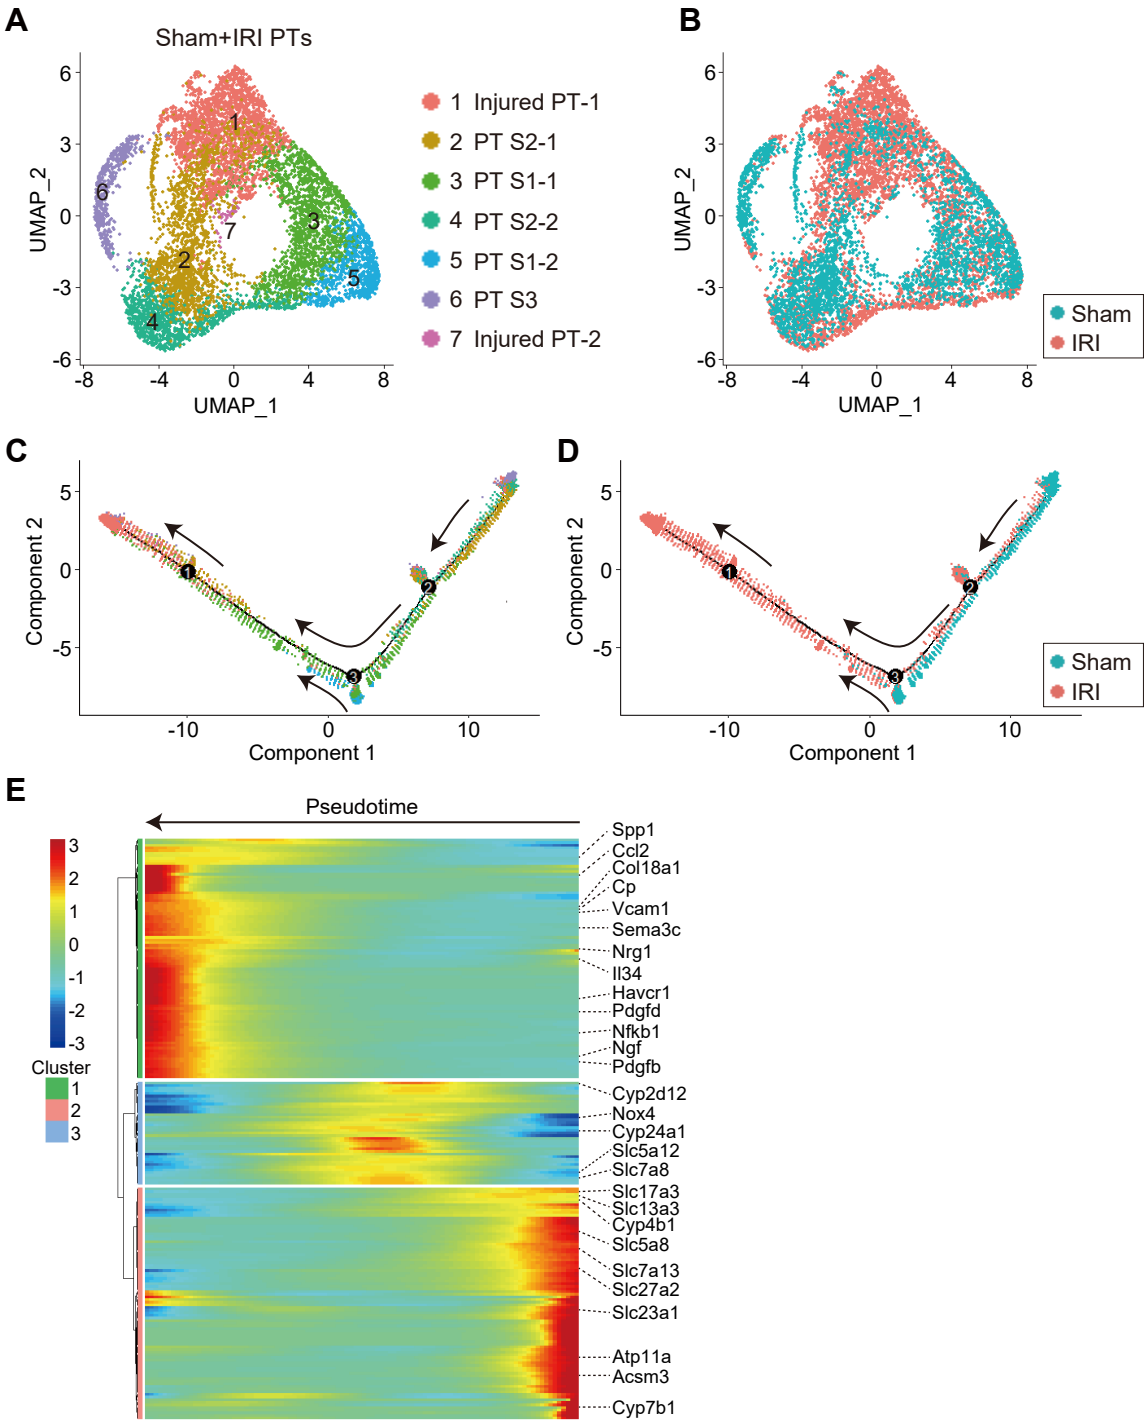 A
Sham+IRI PTs
UMAP_2
6
3
0
-3
-6
-8
-4
0
4
8
UMAP_1
1
2
3
4
5
6
7
1 Injured PT-1
2 PT S2-1
3 PT S1-1
4 PT S2-2
5 PT S1-2
6 PT S3
7 Injured PT-2
B
UMAP_2
6
3
0
-3
-6
-8
-4
0
4
8
UMAP_1
Sham
IRI
C
Component 2
5
0
-5
-10
0
10
Component 1
1
2
3
D
Component 2
5
0
-5
-10
0
10
Component 1
1
2
3
Sham
IRI
E
Pseudotime
3
2
1
0
-1
-2
-3
Cluster
1
2
3
Spp1
Ccl2
Col18a1
Cp
Vcam1
Sema3c
Nrg1
Il34
Havcr1
Pdgfd
Nfkb1
Ngf
Pdgfb
Cyp2d12
Nox4
Cyp24a1
Slc5a12
Slc7a8
Slc17a3
Slc13a3
Cyp4b1
Slc5a8
Slc7a13
Slc27a2
Slc23a1
Atp11a
Acsm3
Cyp7b1